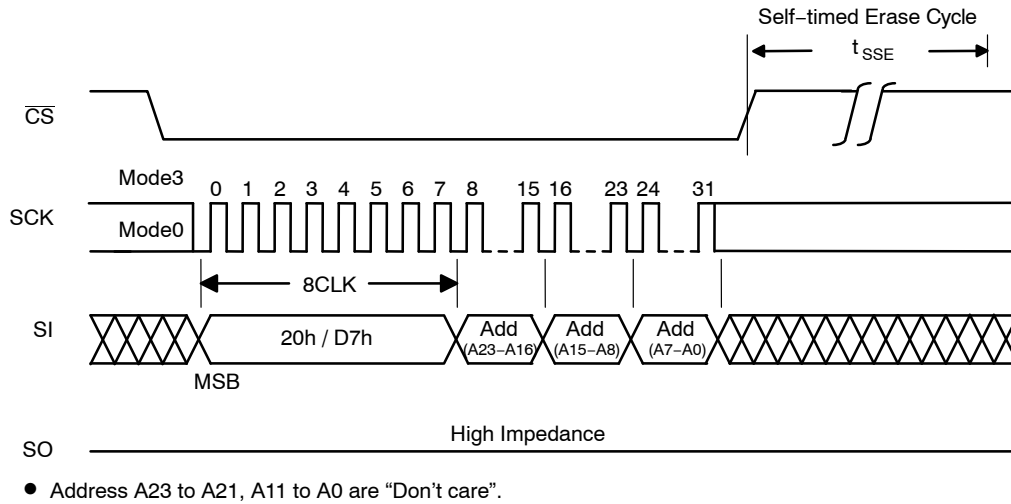 Self−timed Erase Cycle
t SSE
CS
Mode3
0 1 2 3 4 5 6 7 8 15 16 23 24 31
SCK
Mode0
8CLK
SI
20h / D7h
Add
(A23−A16)
Add
(A15−A8)
Add
(A7−A0)
MSB
High Impedance
SO
● Address A23 to A21, A11 to A0 are “Don’t care”.